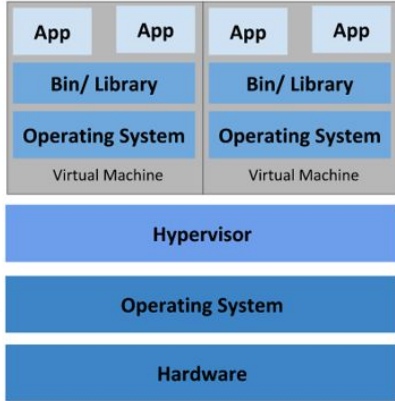 App App App App
Bin/ Library Bin/ Library
Operating System Operating System
Virtual Machine Virtual Machine
Hypervisor
Operating System
Hardware